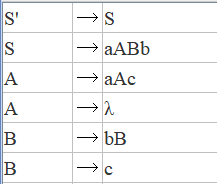 S' → S
S → aABb
A → aAc
A → λ
B → bB
B → c